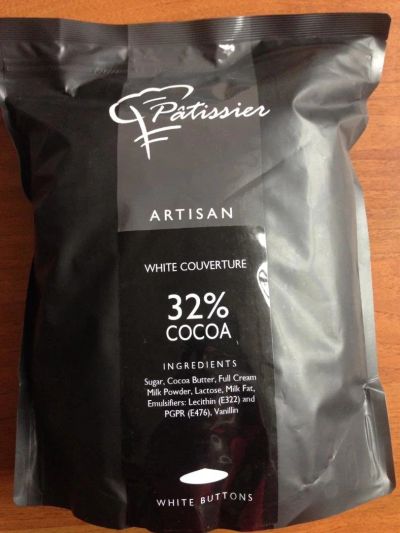 Pâtissier
ARTISAN
WHITE COUVERTURE
32%
COCOA
INGREDIENTS
Sugar, Cocoa Butter, Full Cream
Milk Powder, Lactose, Milk Fat,
Emulsifiers: Lecithin (E322) and
PGPR (E476), Vanillin
WHITE BUTTONS